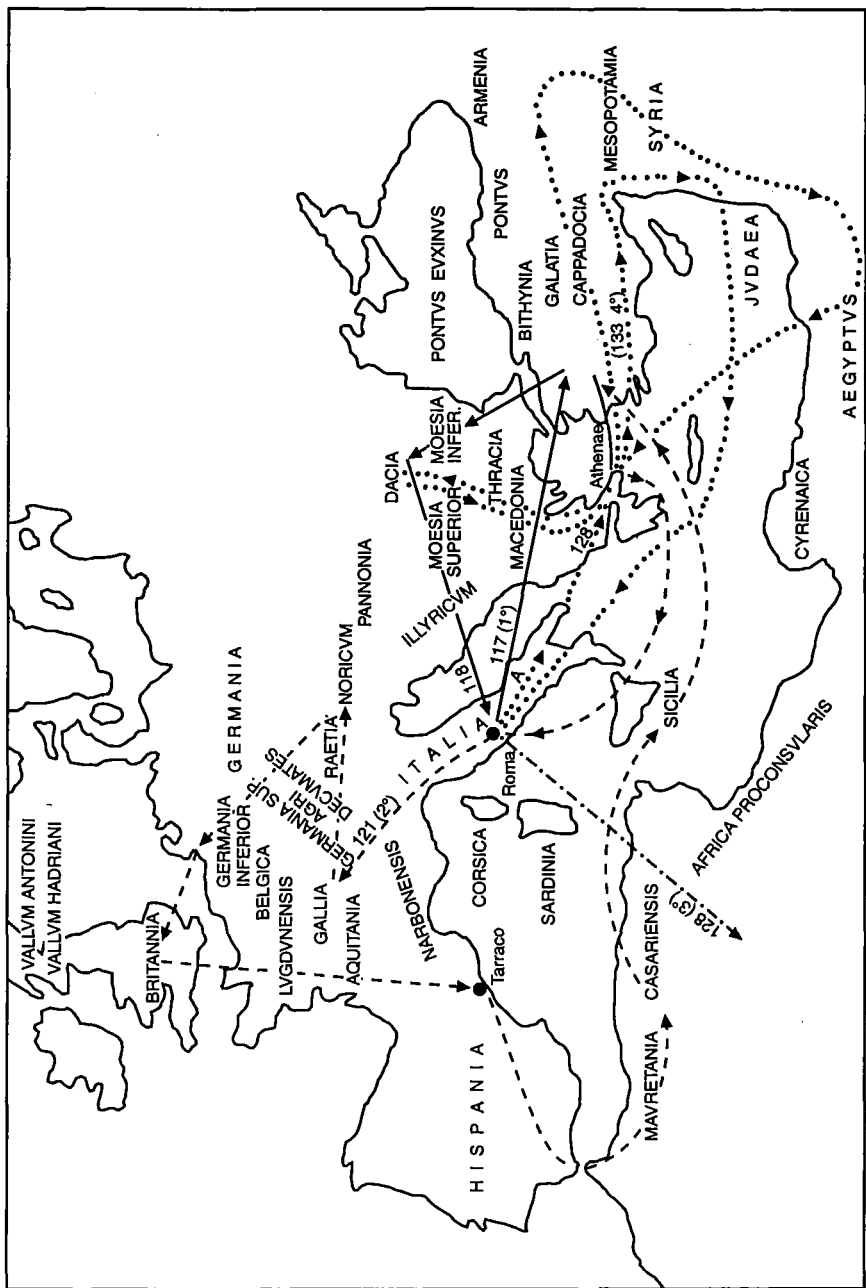 VALLVM ANTONINI
VALLVM HADRIANI
BRITANNIA
GERMANIA
GERMANIA
INFERIOR
BELGICA
LVGDVNENSIS
GALLIA
AQUITANIA
NARBONENSIS
GERMANIA SUP.
AGRI
DECVMATES
RAETIA
NORICVM
PANNONIA
ILLYRICVM
DACIA
MOESIA
SUPERIOR
MOESIA
INFER.
THRACIA
MACEDONIA
PONTVS EVXINVS
PONTVS
ARMENIA
BITHYNIA
GALATIA
CAPPADOCIA
MESOPOTAMIA
SYRIA
JVDAEA
AEGYPTVS
CYRENAICA
Athenae
(133 4°)
128
117 (1°)
118
121 (2°)
ITALIA
Roma
CORSICA
SARDINIA
SICILIA
HISPANIA
Tarraco
MAVRETANIA
CASARIENSIS
AFRICA PROCONSVLARIS
128 (3°)